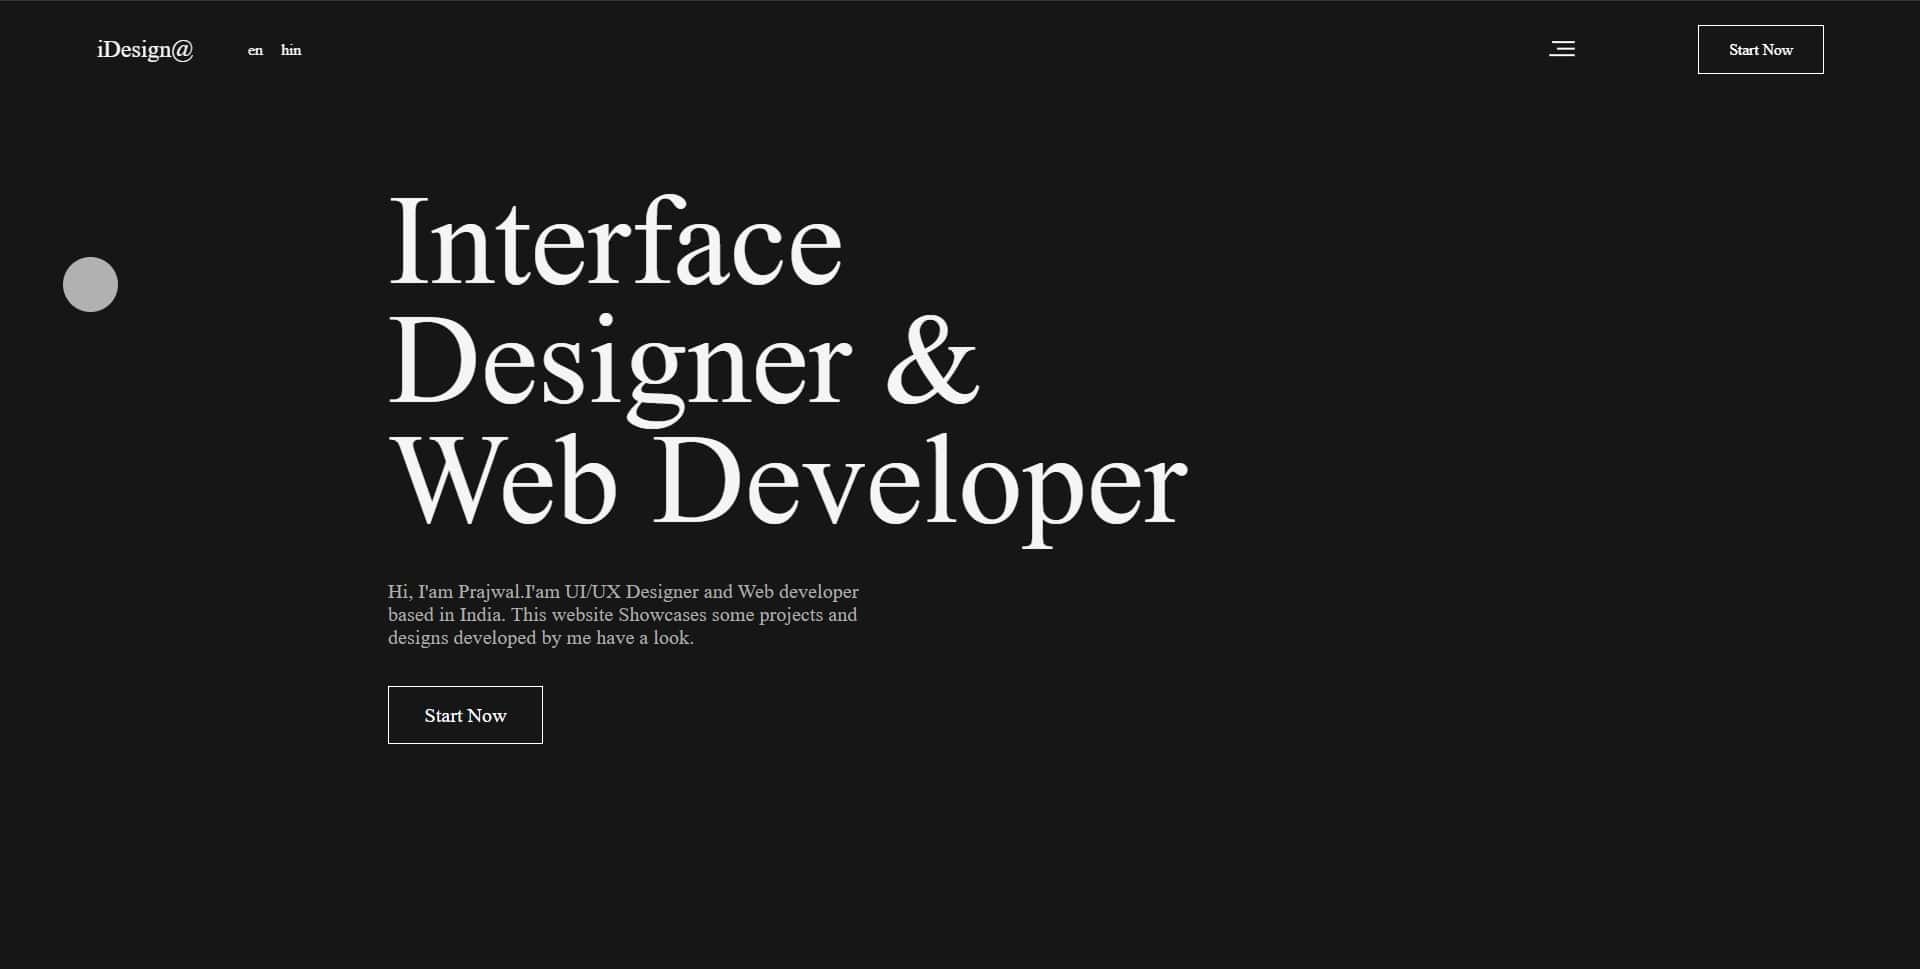 iDesign@ en hin Start Now
Interface
Designer &
Web Developer
Hi, I'am Prajwal.I'am UI/UX Designer and Web developer
based in India. This website Showcases some projects and
designs developed by me have a look.
Start Now